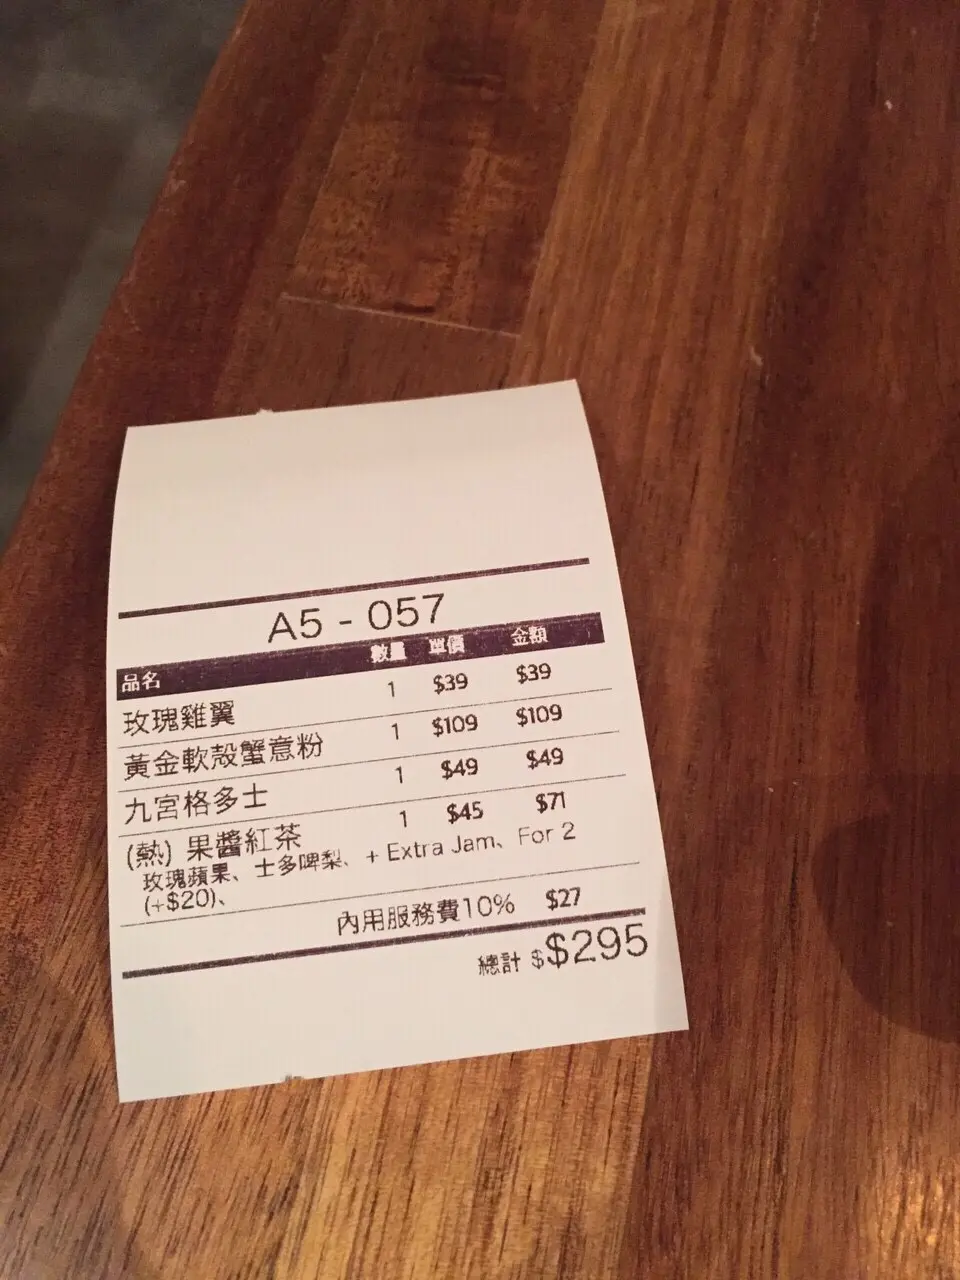 A5 - 057
品名 數量 單價 金額
玫瑰雞翼 1 $39 $39
黃金軟殼蟹意粉 1 $109 $109
九宮格多士 1 $49 $49
(熱) 果醬紅茶 1 $45 $71
玫瑰蘋果、士多啤梨、+ Extra Jam、For 2
(+$20)、
內用服務費10% $27
總計 $$295